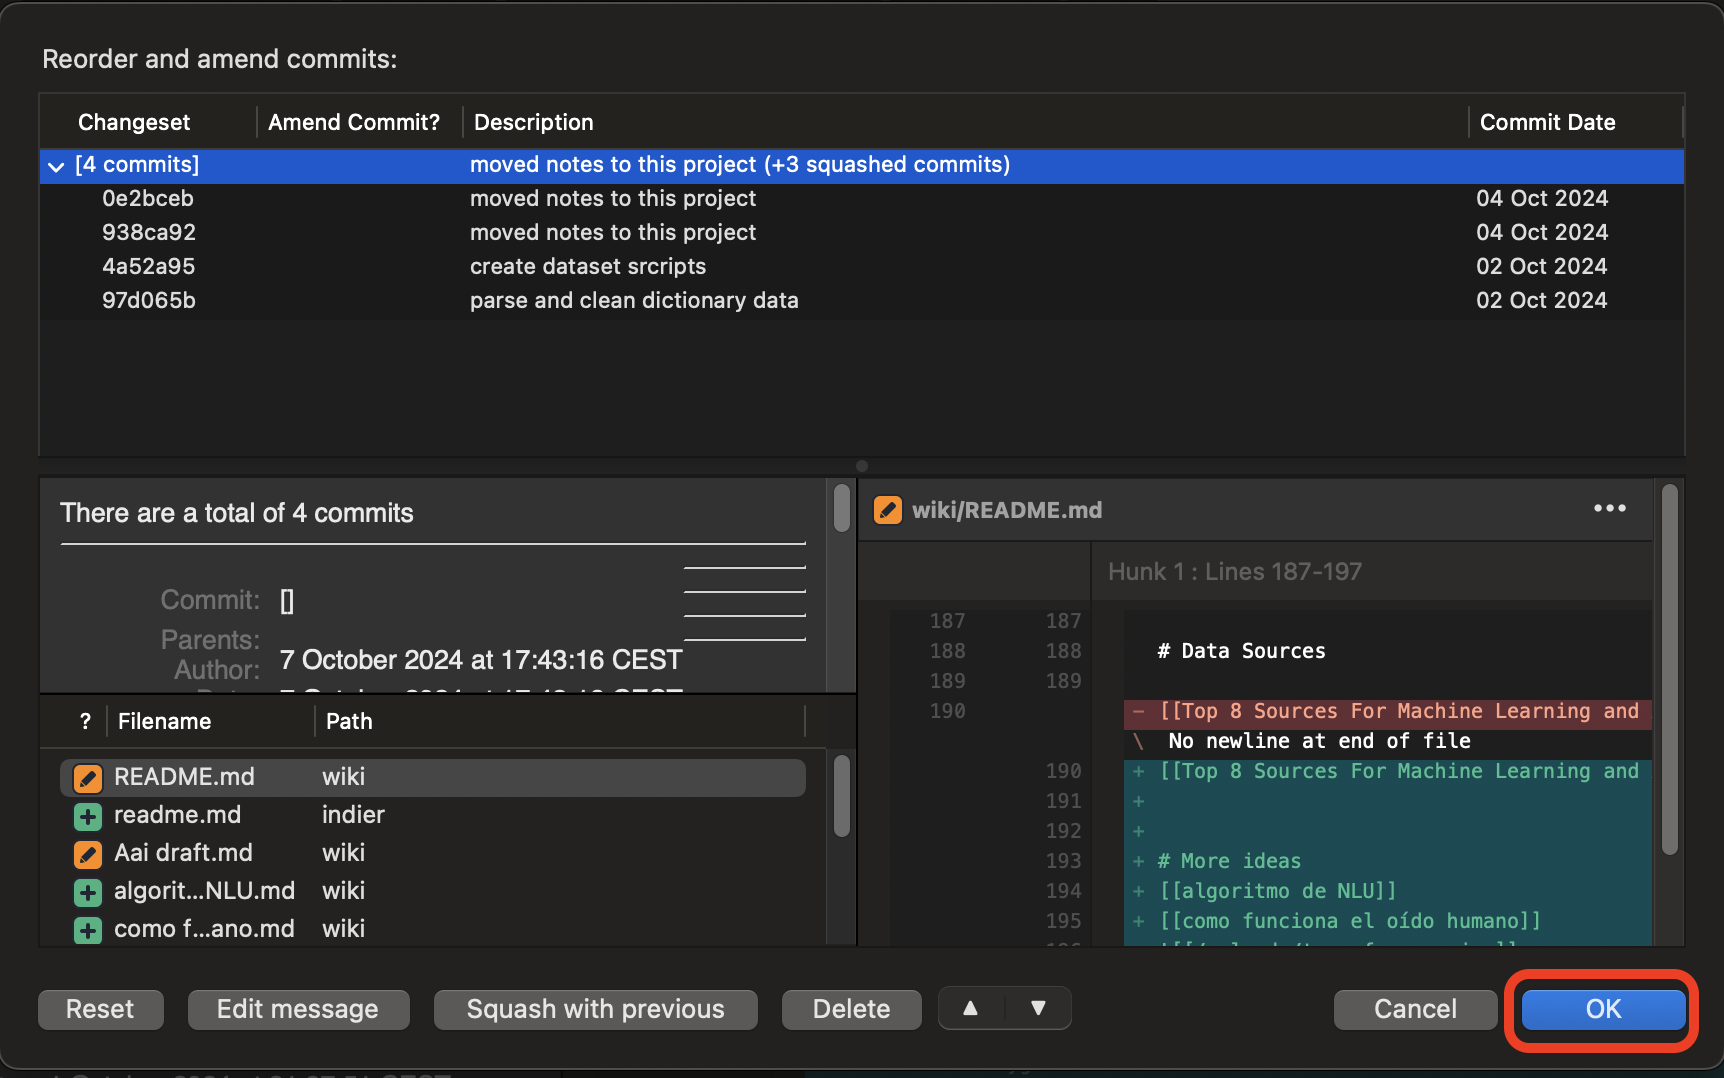 Reorder and amend commits:
Changeset Amend Commit? Description Commit Date
[4 commits] moved notes to this project (+3 squashed commits)
0e2bceb moved notes to this project 04 Oct 2024
938ca92 moved notes to this project 04 Oct 2024
4a52a95 create dataset srcripts 02 Oct 2024
97d065b parse and clean dictionary data 02 Oct 2024
There are a total of 4 commits
Commit: []
Parents:
Author: 7 October 2024 at 17:43:16 CEST
? Filename Path
README.md wiki
readme.md indier
Aai draft.md wiki
algorit...NLU.md wiki
como f...ano.md wiki
wiki/README.md •••
Hunk 1 : Lines 187-197
187 187
188 188 # Data Sources
189 189
190 - [[Top 8 Sources For Machine Learning and
\ No newline at end of file
190 + [[Top 8 Sources For Machine Learning and
191 +
192 +
193 + # More ideas
194 + [[algoritmo de NLU]]
195 + [[como funciona el oído humano]]
Reset Edit message Squash with previous Delete ▲ ▼ Cancel OK